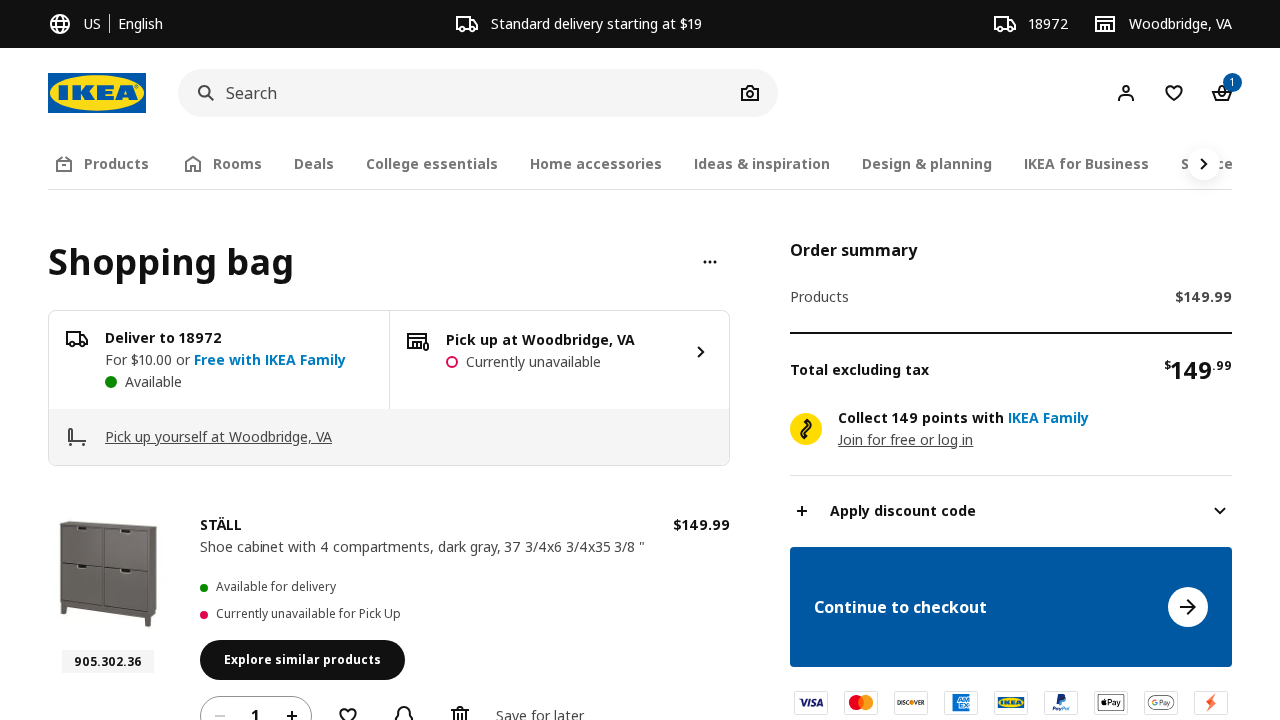 US English
Standard delivery starting at $19
18972
Woodbridge, VA
IKEA
Search
1
Products
Rooms
Deals
College essentials
Home accessories
Ideas & inspiration
Design & planning
IKEA for Business
Shopping bag
Deliver to 18972
For $10.00 or Free with IKEA Family
Available
Pick up at Woodbridge, VA
Currently unavailable
Pick up yourself at Woodbridge, VA
STÄLL
$149.99
Shoe cabinet with 4 compartments, dark gray, 37 3/4x6 3/4x35 3/8 "
Available for delivery
Currently unavailable for Pick Up
Explore similar products
905.302.36
1
Save for later
Order summary
Products
$149.99
Total excluding tax
$149.99
Collect 149 points with IKEA Family
Join for free or log in
Apply discount code
Continue to checkout
VISA
DISCOVER
AMEX
IKEA
PayPal
Apple Pay
G Pay